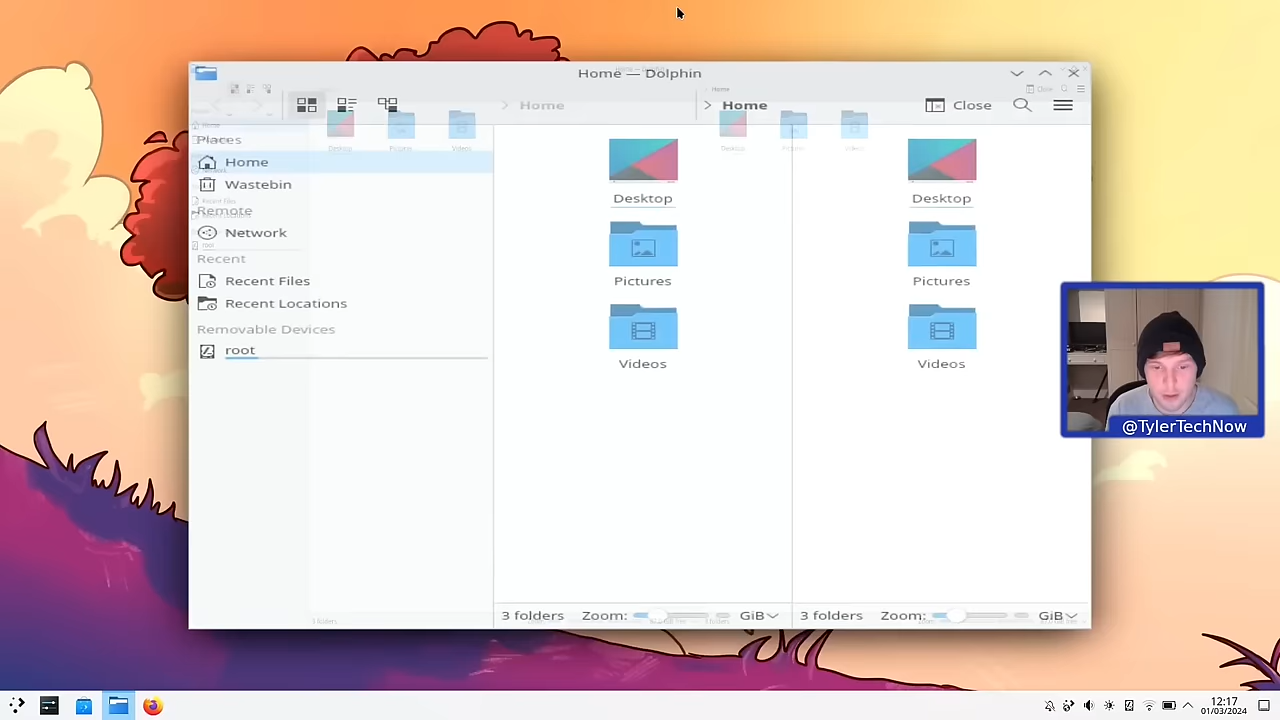 Home — Dolphin
Home
Home
Close
Places
Home
Wastebin
Remote
Network
Recent
Recent Files
Recent Locations
Removable Devices
root
Desktop
Desktop
Pictures
Pictures
Videos
Videos
3 folders
Zoom:
GiB
3 folders
Zoom:
GiB
@TylerTechNow
12:17
01/03/2024